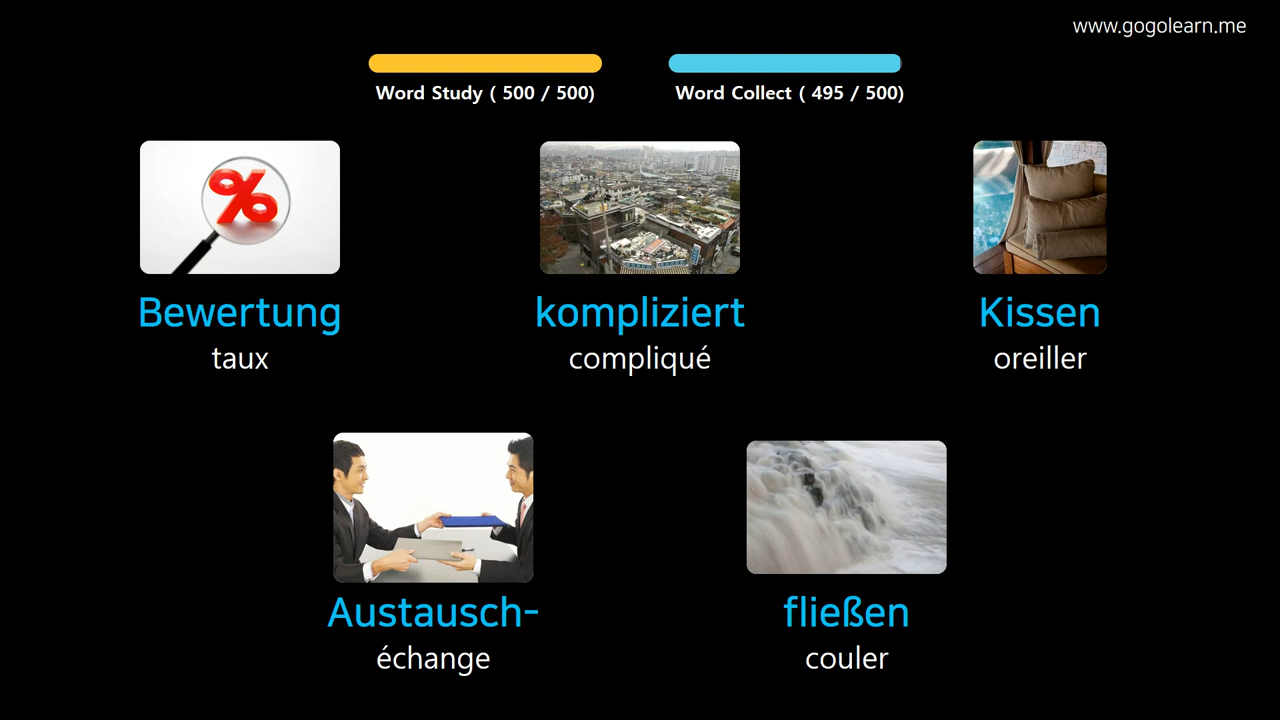 www.gogolearn.me
Word Study ( 500 / 500)
Word Collect ( 495 / 500)
%
Bewertung
taux
kompliziert
compliqué
Kissen
oreiller
Austausch-
échange
fließen
couler